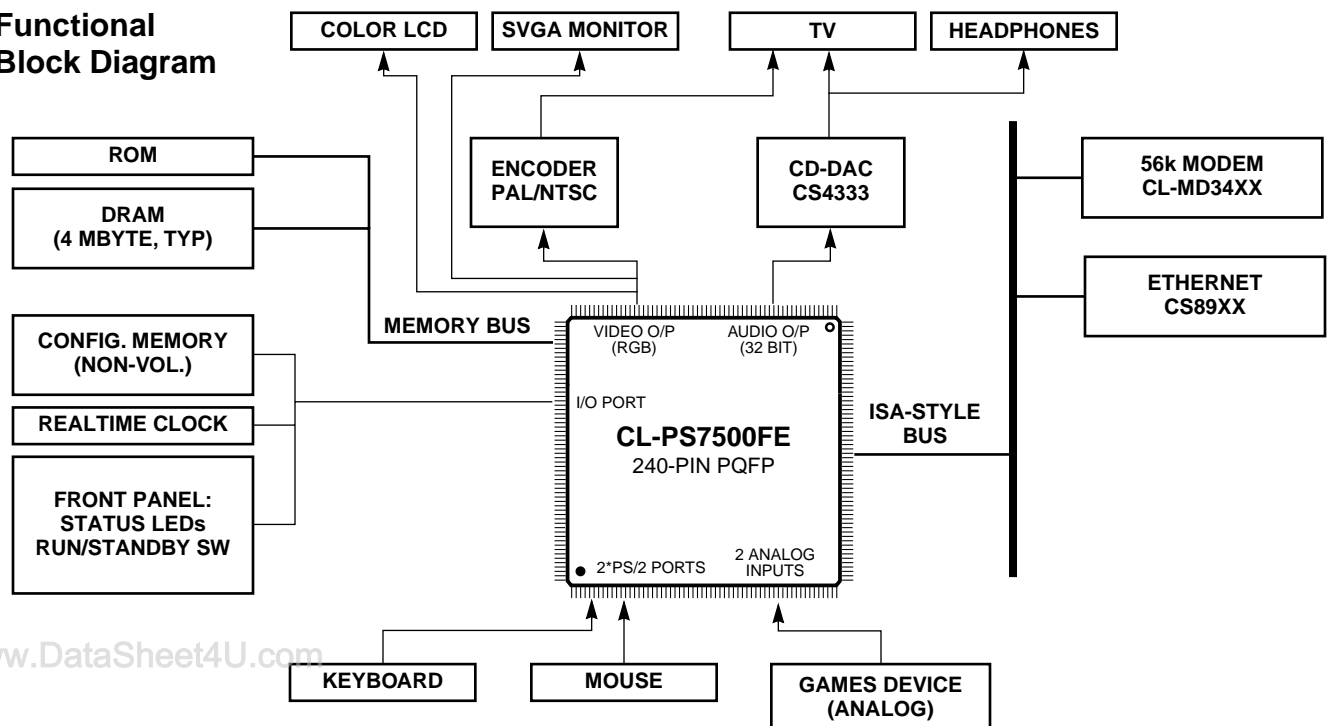 Functional
Block Diagram
COLOR LCD
SVGA MONITOR
TV
HEADPHONES
ROM
DRAM
(4 MBYTE, TYP)
ENCODER
PAL/NTSC
CD-DAC
CS4333
56k MODEM
CL-MD34XX
ETHERNET
CS89XX
MEMORY BUS
CONFIG. MEMORY
(NON-VOL.)
REALTIME CLOCK
FRONT PANEL:
STATUS LEDs
RUN/STANDBY SW
VIDEO O/P
(RGB)
AUDIO O/P
(32 BIT)
I/O PORT
CL-PS7500FE
240-PIN PQFP
ISA-STYLE
BUS
2*PS/2 PORTS
2 ANALOG
INPUTS
w.DataSheet4U.com
KEYBOARD
MOUSE
GAMES DEVICE
(ANALOG)